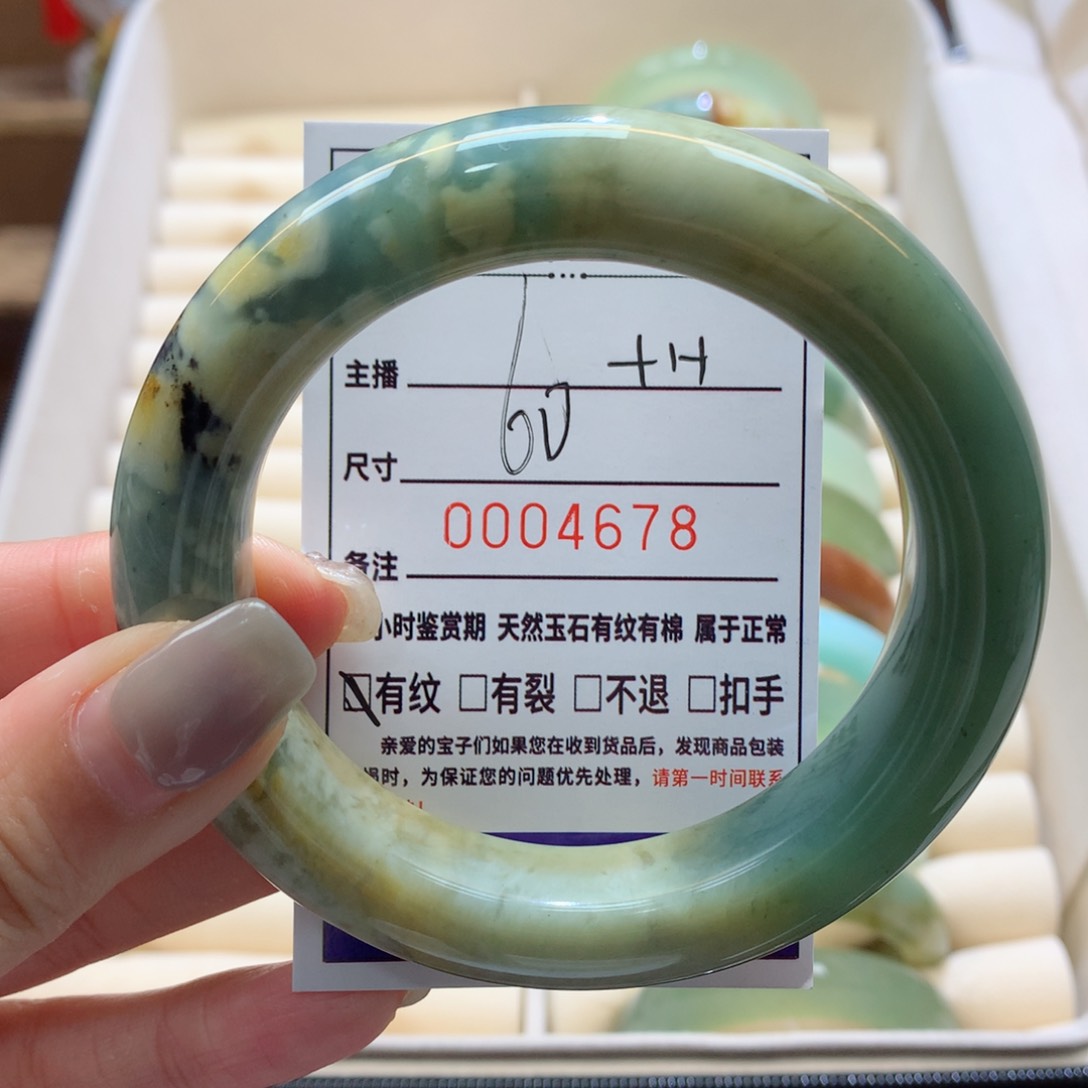 主播
60
尺寸
0004678
备注
小时鉴赏期 天然玉石有纹有棉 属于正常
☑有纹 □有裂 □不退 □扣手
亲爱的宝子们如果您在收到货品后，发现商品包装
损时，为保证您的问题优先处理，请第一时间联系